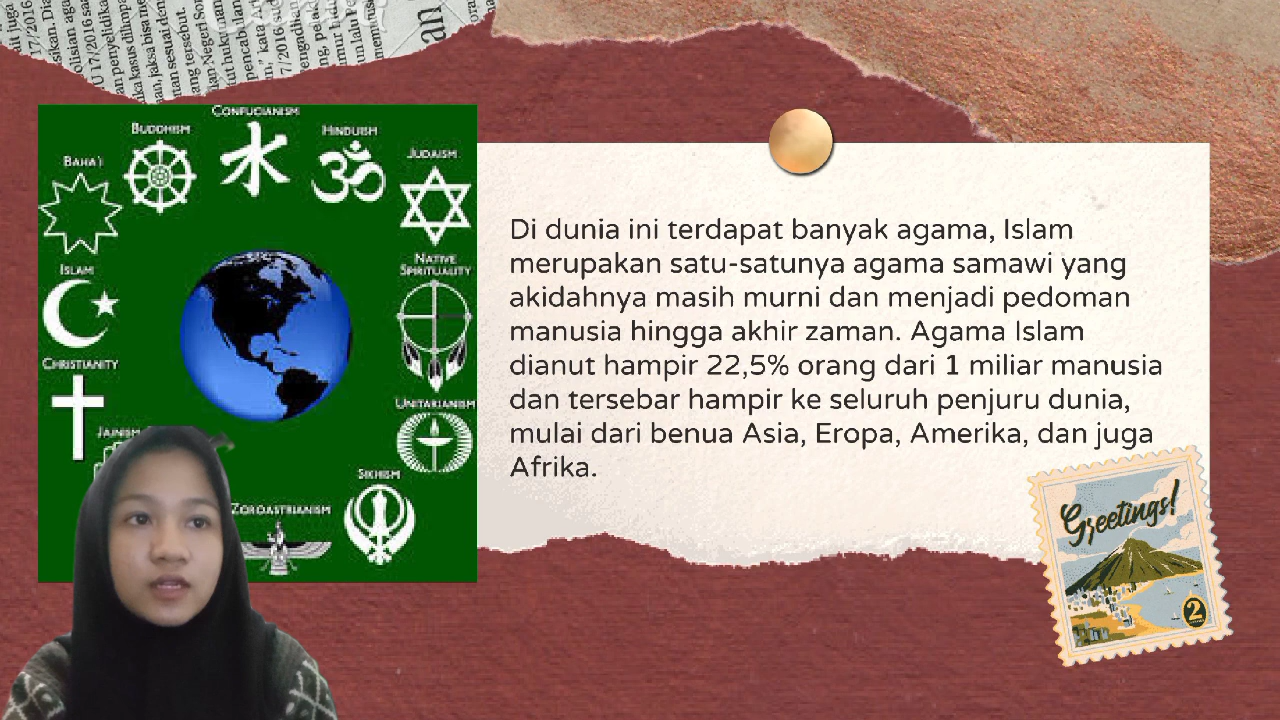 CONFUCIANISM
BUDDHISM
HINDUISM
BAHA'I
JUDAISM
ISLAM
NATIVE
SPIRITUALITY
CHRISTIANITY
JAINISM
UNITARIANISM
SIKHISM
ZOROASTRIANISM
Di dunia ini terdapat banyak agama, Islam
merupakan satu-satunya agama samawi yang
akidahnya masih murni dan menjadi pedoman
manusia hingga akhir zaman. Agama Islam
dianut hampir 22,5% orang dari 1 miliar manusia
dan tersebar hampir ke seluruh penjuru dunia,
mulai dari benua Asia, Eropa, Amerika, dan juga
Afrika.
Greetings!
2